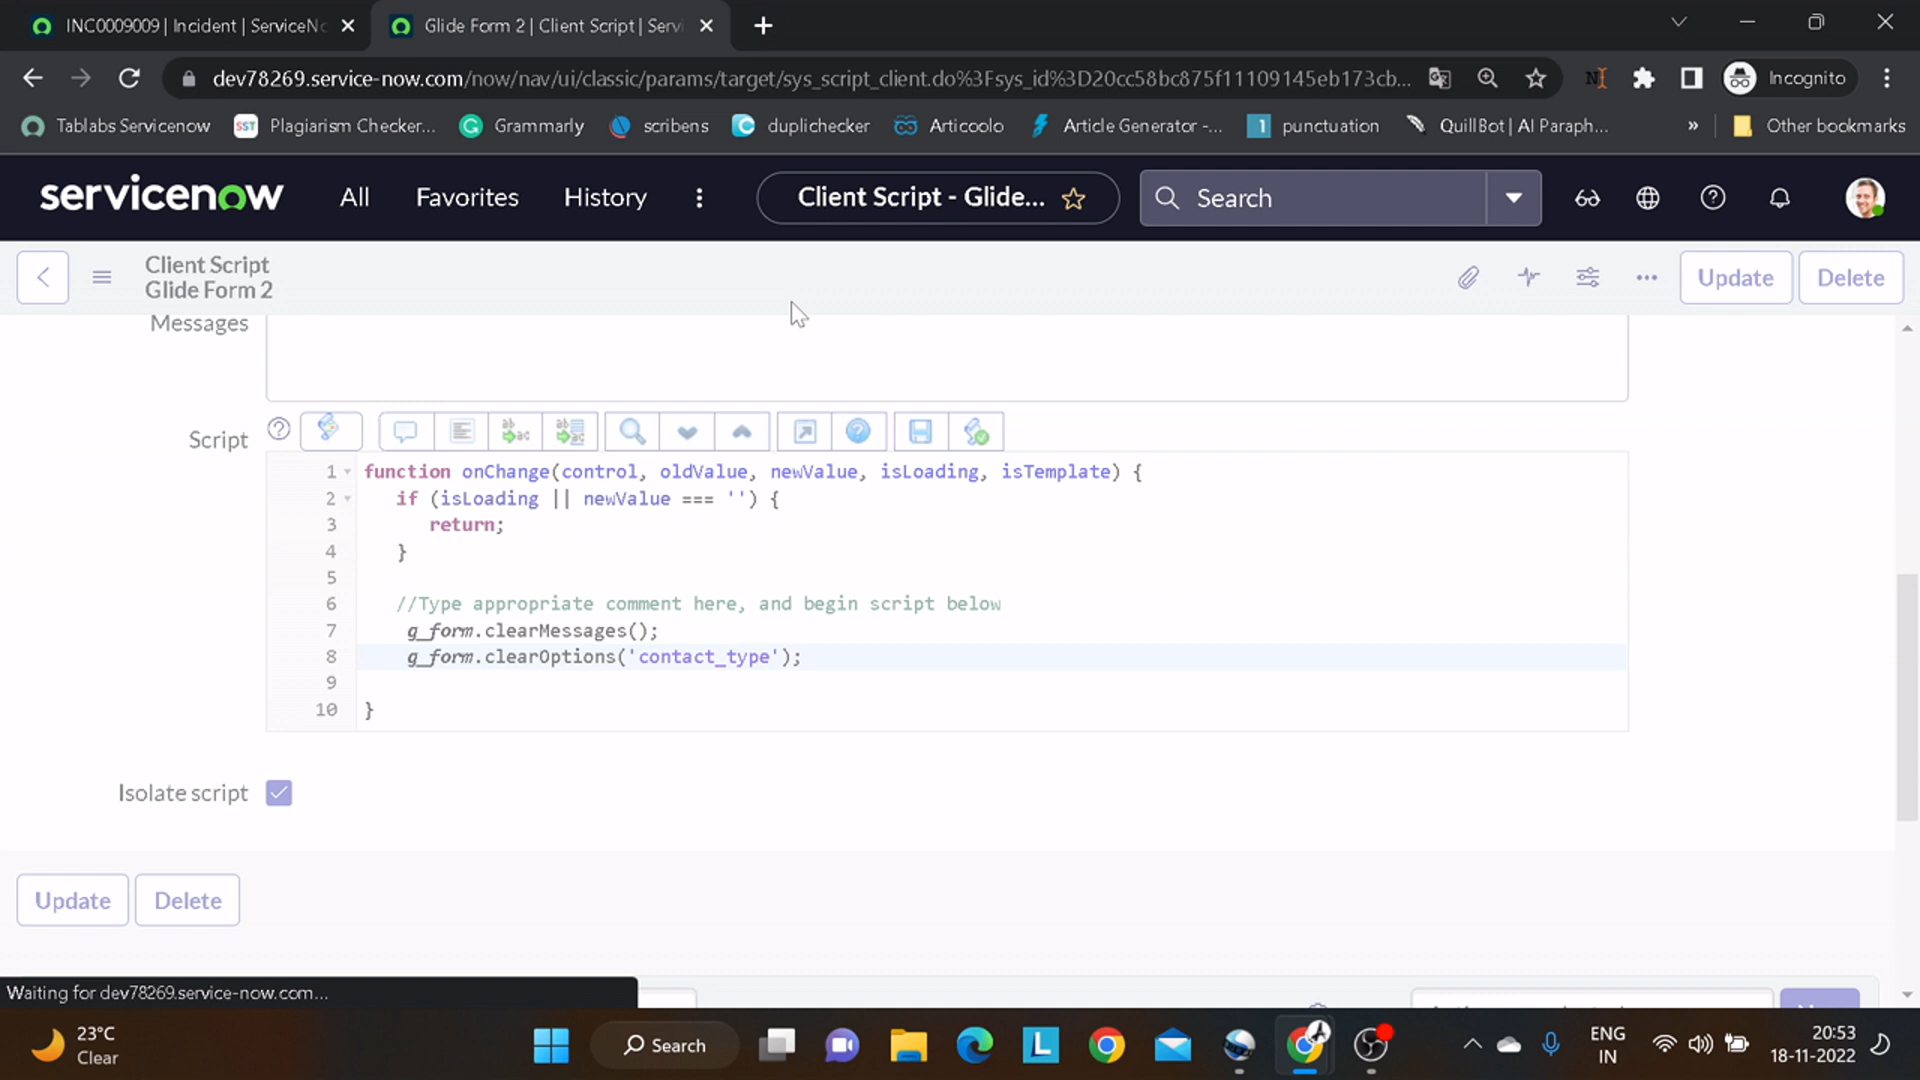 INC0009009 | Incident | ServiceNo
Glide Form 2 | Client Script | Servi
dev78269.service-now.com/now/nav/ui/classic/params/target/sys_script_client.do%3Fsys_id%3D20cc58bc875f11109145eb173cb...
Incognito
Tablabs Servicenow
SST
Plagiarism Checker...
Grammarly
scribens
duplichecker
Articoolo
Article Generator -...
punctuation
QuillBot | AI Paraph...
»
Other bookmarks
servicenow
All
Favorites
History
Client Script - Glide...
Search
Client Script
Glide Form 2
Update
Delete
Messages
Script
1 function onChange(control, oldValue, newValue, isLoading, isTemplate) {
2 if (isLoading || newValue === '') {
3 return;
4 }
5
6 //Type appropriate comment here, and begin script below
7 g_form.clearMessages();
8 g_form.clearOptions('contact_type');
9
10 }
Isolate script
Update
Delete
Waiting for dev78269.service-now.com...
23°C
Clear
Search
ENG
IN
20:53
18-11-2022